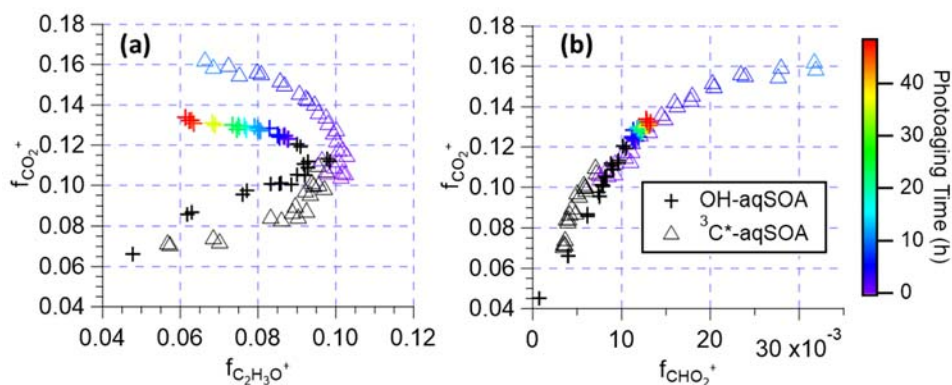 (a)
(b)
0.18
0.16
0.14
0.12
0.10
0.08
0.06
0.04
fCO2+
0.04 0.06 0.08 0.10 0.12
fC2H3O+
0.18
0.16
0.14
0.12
0.10
0.08
0.06
0.04
fCO2+
0 10 20 30 x10-3
fCHO2+
OH-aqSOA
3C*-aqSOA
40
30
20
10
0
Photoaging Time (h)